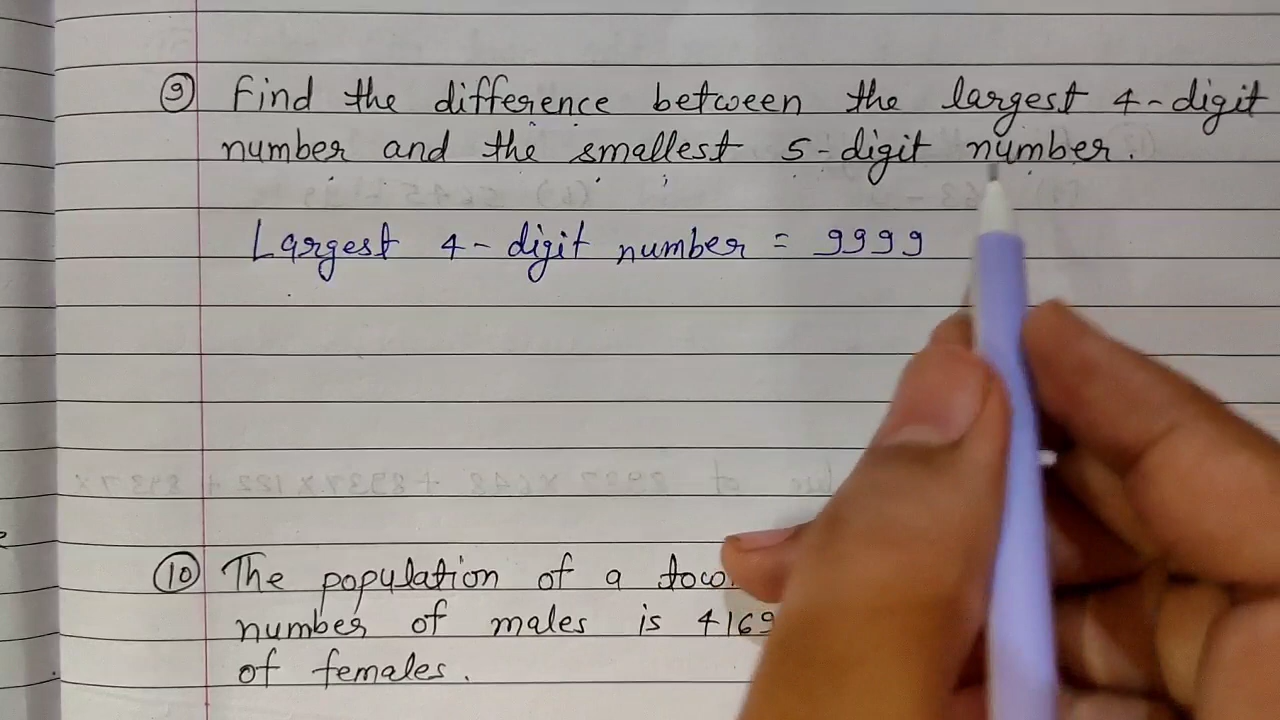 9 Find the difference between the largest 4-digit
number and the smallest 5-digit number.
Largest 4-digit number = 9999
10 The population of a
number of males is 4169
of females.